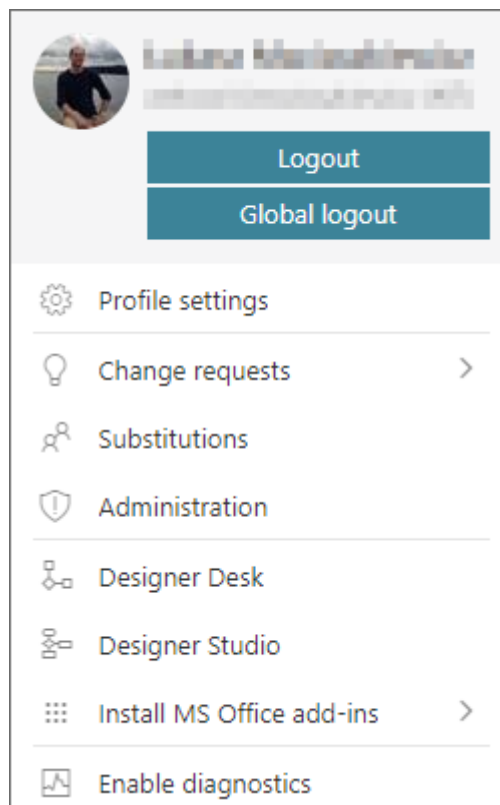 Logout
Global logout
Profile settings
Change requests
Substitutions
Administration
Designer Desk
Designer Studio
Install MS Office add-ins
Enable diagnostics